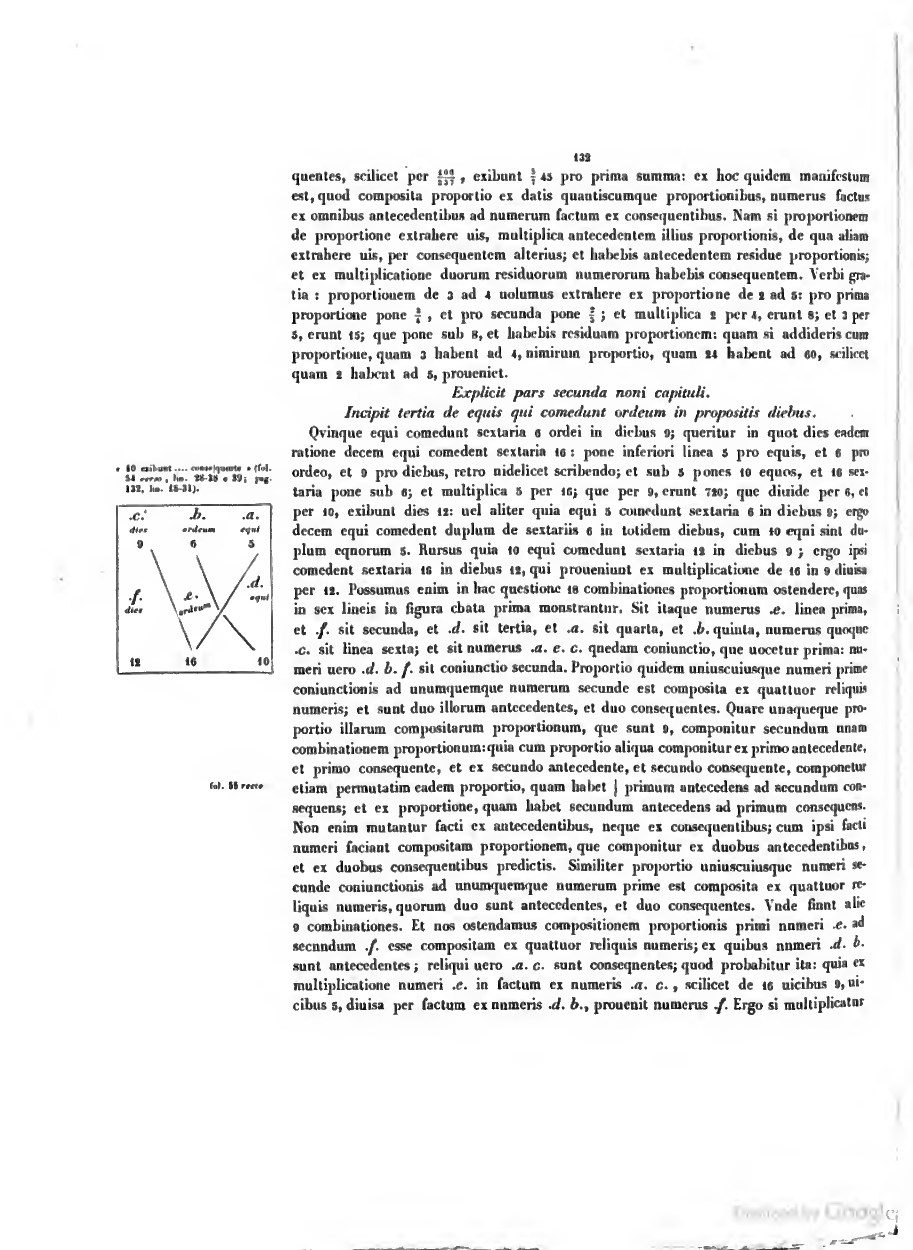 132
quentes, scilicet per , exibunt 45 pro prima summa: ex hoc quidem manifestum
est, quod composita proportio ex datis quantiscumque proportionibus, numerus factus
ex omnibus antecedentibus ad numerum factum ex consequentibus. Nam si proportionem
de proportione extrahere uis, multiplica antecedentem illius proportionis, de qua aliam
extrahere uis, per consequentem alterius; et habebis antecedentem residue proportionis;
et ex multiplicatione duorum residuorum numerorum habebis consequentem. Verbi gra-
tia : proportionem de 3 ad 4 uolumus extrahere ex proportione de 2 ad 5: pro prima
proportione pone 3/4 , et pro secunda pone 2/5 ; et multiplica 2 per 4, erunt 8; et 3 per
5, erunt 15; que pone sub 8, et habebis residuam proportionem: quam si addideris cum
proportione, quam 3 habent ad 4, nimirum proportio, quam 24 habent ad 60, scilicet
quam 2 habent ad 5, proueniet.
Explicit pars secunda noni capituli.
Incipit tertia de equis qui comedunt ordeum in propositis diebus.
Qvinque equi comedunt sextaria 6 ordei in diebus 9; queritur in quot dies eadem
ratione decem equi comedent sextaria 16 : pone inferiori linea 5 pro equis, et 6 pro
ordeo, et 9 pro diebus, retro uidelicet scribendo; et sub 5 pones 10 equos, et 16 sex-
taria pone sub 6; et multiplica 5 per 16; que per 9, erunt 720; que diuide per 6, et
per 10, exibunt dies 12: uel aliter quia equi 5 comedunt sextaria 6 in diebus 9; ergo
decem equi comedent duplum de sextariis 6 in totidem diebus, cum 10 equi sint du-
plum equorum 5. Rursus quia 10 equi comedunt sextaria 12 in diebus 9 ; ergo ipsi
comedent sextaria 16 in diebus 12, qui proueniunt ex multiplicatione de 16 in 9 diuisa
per 12. Possumus enim in hac questione 18 combinationes proportionum ostendere, quas
in sex lineis in figura chata prima monstrantur. Sit itaque numerus .e. linea prima,
et .f. sit secunda, et .d. sit tertia, et .a. sit quarta, et .b. quinta, numerus quoque
.c. sit linea sexta; et sit numerus .a. e. c. quedam coniunctio, que uocetur prima: nu-
meri uero .d. b. f. sit coniunctio secunda. Proportio quidem uniuscuiusque numeri prime
coniunctionis ad unumquemque numerum secunde est composita ex quattuor reliquis
numeris; et sunt duo illorum antecedentes, et duo consequentes. Quare unaqueque pro-
portio illarum compositarum proportionum, que sunt 9, componitur secundum unam
combinationem proportionum: quia cum proportio aliqua componitur ex primo antecedente,
et primo consequente, et ex secundo antecedente, et secundo consequente, componetur
etiam permutatim eadem proportio, quam habet | primum antecedens ad secundum con-
sequens; et ex proportione, quam habet secundum antecedens ad primum consequens.
Non enim mutantur facti ex antecedentibus, neque ex consequentibus; cum ipsi facti
numeri faciant compositam proportionem, que componitur ex duobus antecedentibus,
et ex duobus consequentibus predictis. Similiter proportio uniuscuiusque numeri se-
cunde coniunctionis ad unumquemque numerum prime est composita ex quattuor re-
liquis numeris, quorum duo sunt antecedentes, et duo consequentes. Vnde fiunt alie
9 combinationes. Et nos ostendamus compositionem proportionis primi numeri .e. ad
secundum .f. esse compositam ex quattuor reliquis numeris; ex quibus numeri .d. b.
sunt antecedentes ; reliqui uero .a. c. sunt consequentes; quod probabitur ita: quia ex
multiplicatione numeri .e. in factum ex numeris .a. c. , scilicet de 16 uicibus 9, ui-
cibus 5, diuisa per factum ex numeris .d. b., prouenit numerus .f. Ergo si multiplicatur
« 10 exibunt .... conse|quente » (fol.
54 verso , lin. 28-38 e 39; pag.
132, lin. 18-31).
.c. .b. .a.
dies ordeum equi
9 6 5
.f. .e. .d.
dies ordeum equi
12 16 10
fol. 55 recto
Download by Google